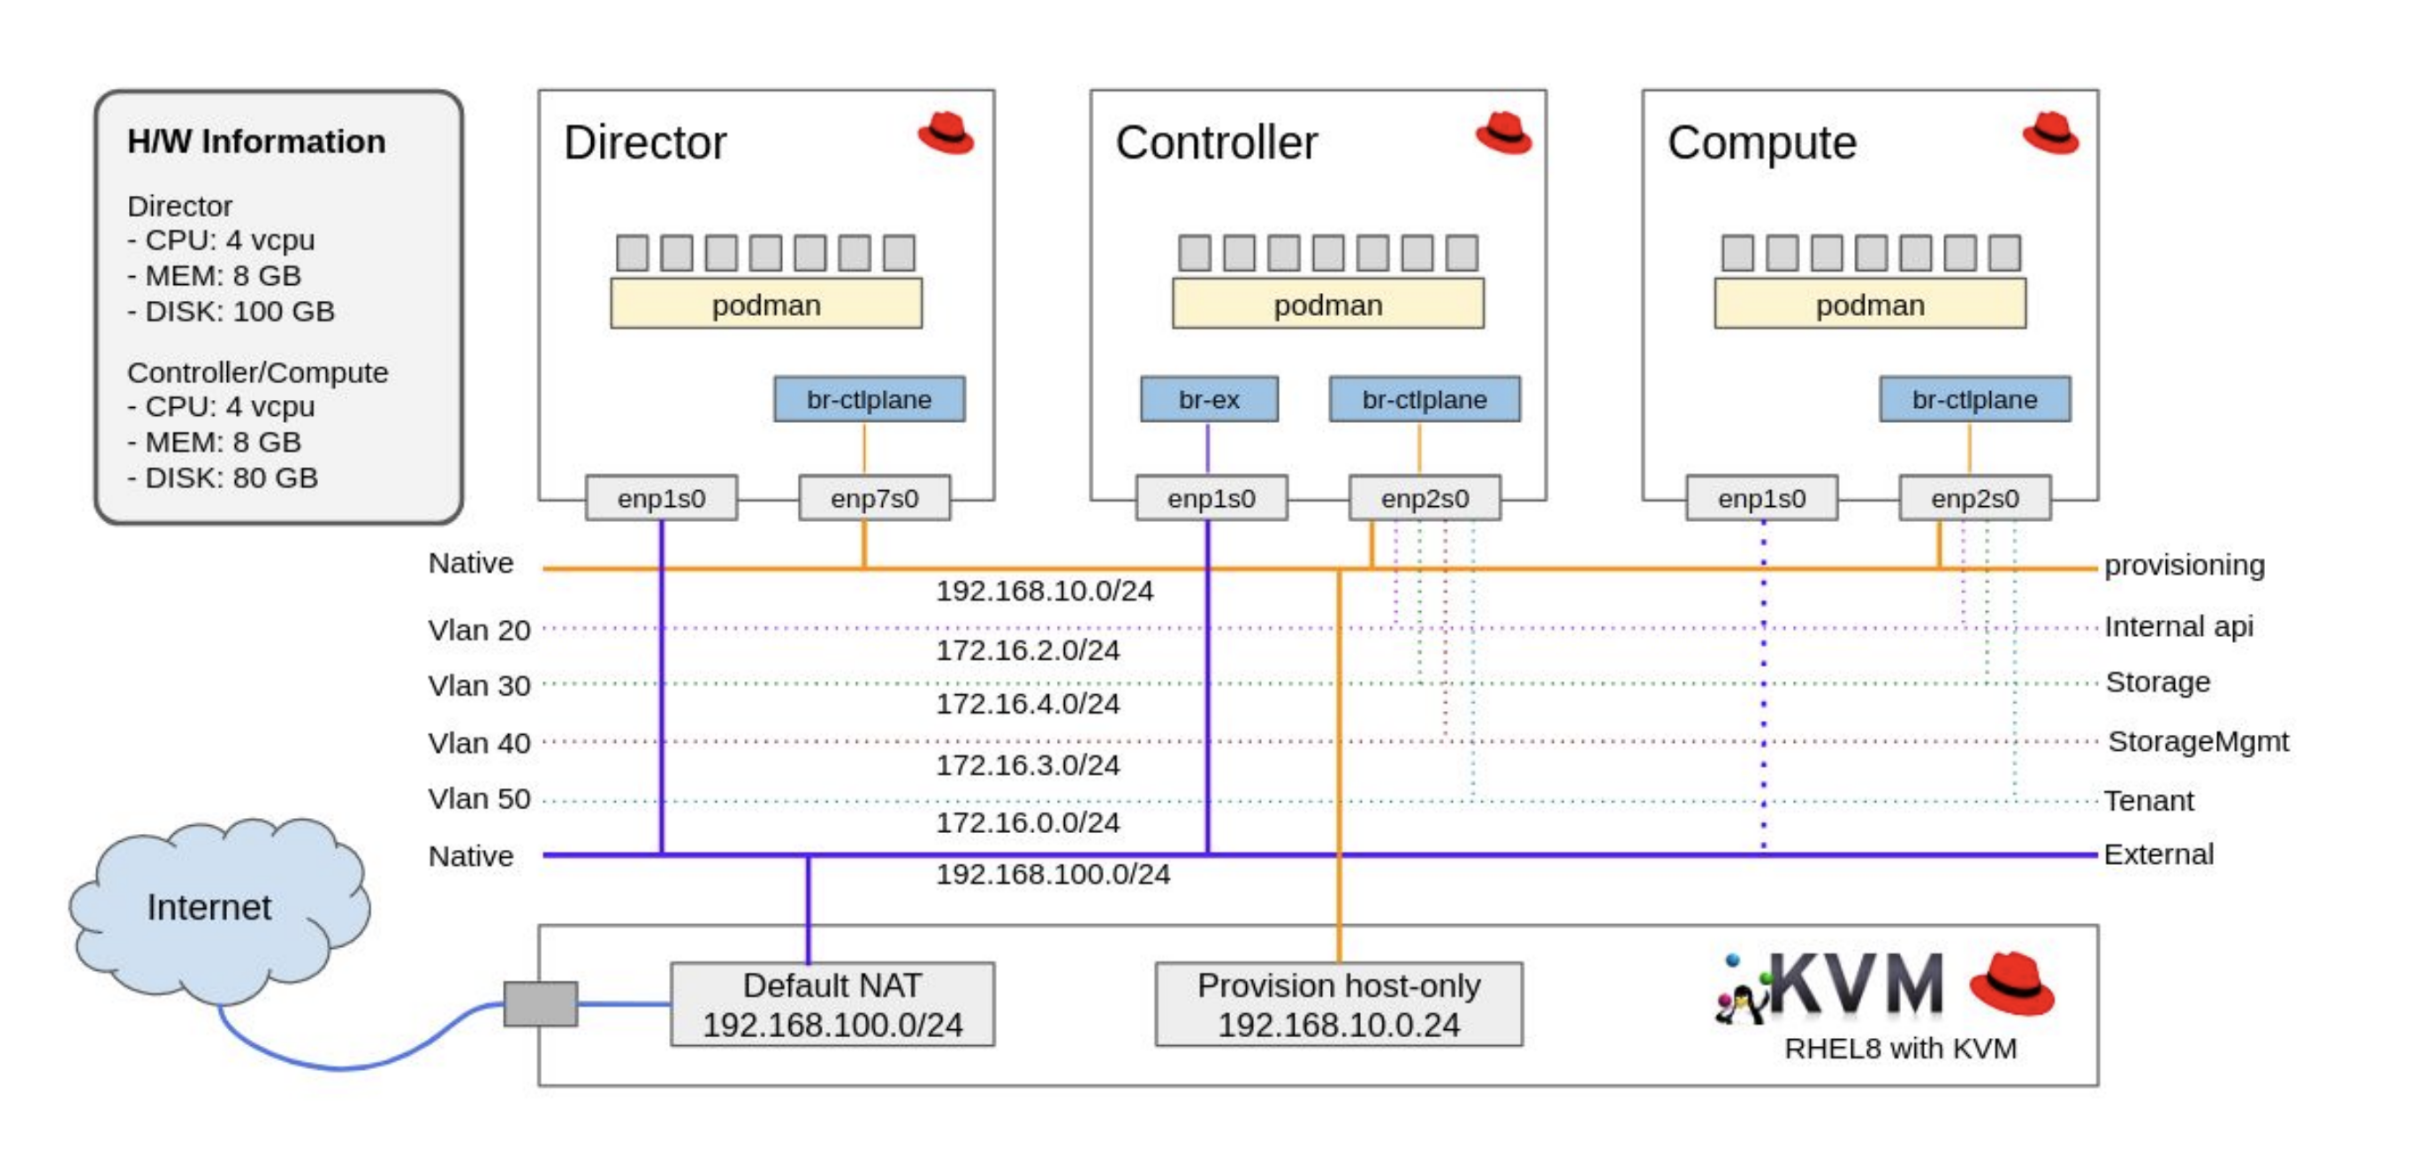 H/W Information
Director
- CPU: 4 vcpu
- MEM: 8 GB
- DISK: 100 GB
Controller/Compute
- CPU: 4 vcpu
- MEM: 8 GB
- DISK: 80 GB
Director
podman
br-ctlplane
enp1s0
enp7s0
Controller
podman
br-ex
br-ctlplane
enp1s0
enp2s0
Compute
podman
br-ctlplane
enp1s0
enp2s0
Native
192.168.10.0/24
provisioning
Vlan 20
172.16.2.0/24
Internal api
Vlan 30
172.16.4.0/24
Storage
Vlan 40
172.16.3.0/24
StorageMgmt
Vlan 50
172.16.0.0/24
Tenant
Native
192.168.100.0/24
External
Internet
Default NAT
192.168.100.0/24
Provision host-only
192.168.10.0.24
KVM
RHEL8 with KVM